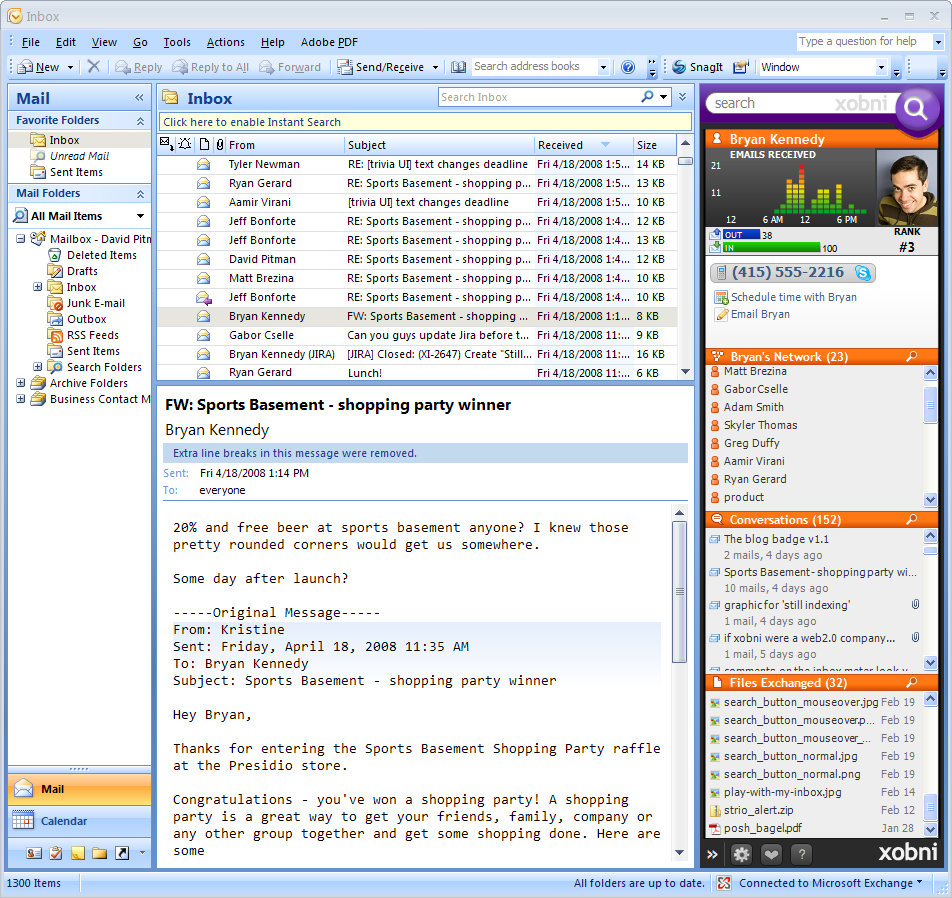 Inbox
File Edit View Go Tools Actions Help Adobe PDF
Type a question for help
New Reply Reply to All Forward Send/Receive Search address books SnagIt Window
Mail «
Favorite Folders
Inbox
Unread Mail
Sent Items
Mail Folders
All Mail Items
Mailbox - David Pitm
Deleted Items
Drafts
Inbox
Junk E-mail
Outbox
RSS Feeds
Sent Items
Search Folders
Archive Folders
Business Contact M
Mail
Calendar
Inbox Search Inbox
Click here to enable Instant Search
From Subject Received Size
Tyler Newman RE: [trivia UI] text changes deadline Fri 4/18/2008 1:5... 14 KB
Ryan Gerard RE: Sports Basement - shopping p... Fri 4/18/2008 1:5... 13 KB
Aamir Virani [trivia UI] text changes deadline Fri 4/18/2008 1:5... 10 KB
Jeff Bonforte RE: Sports Basement - shopping p... Fri 4/18/2008 1:4... 12 KB
Jeff Bonforte RE: Sports Basement - shopping p... Fri 4/18/2008 1:4... 13 KB
David Pitman RE: Sports Basement - shopping p... Fri 4/18/2008 1:4... 12 KB
Matt Brezina RE: Sports Basement - shopping p... Fri 4/18/2008 1:4... 10 KB
Jeff Bonforte RE: Sports Basement - shopping p... Fri 4/18/2008 1:4... 10 KB
Bryan Kennedy FW: Sports Basement - shopping ... Fri 4/18/2008 1:1... 8 KB
Gabor Cselle Can you guys update Jira before t... Fri 4/18/2008 11:... 9 KB
Bryan Kennedy (JIRA) [JIRA] Closed: (XI-2647) Create "Still... Fri 4/18/2008 11:... 16 KB
Ryan Gerard Lunch! Fri 4/18/2008 11:... 6 KB
FW: Sports Basement - shopping party winner
Bryan Kennedy
Extra line breaks in this message were removed.
Sent: Fri 4/18/2008 1:14 PM
To: everyone
20% and free beer at sports basement anyone? I knew those
pretty rounded corners would get us somewhere.
Some day after launch?
-----Original Message-----
From: Kristine
Sent: Friday, April 18, 2008 11:35 AM
To: Bryan Kennedy
Subject: Sports Basement - shopping party winner
Hey Bryan,
Thanks for entering the Sports Basement Shopping Party raffle
at the Presidio store.
Congratulations - you've won a shopping party! A shopping
party is a great way to get your friends, family, company or
any other group together and get some shopping done. Here are
some
search xobni
Bryan Kennedy
EMAILS RECEIVED
21
11
12 6 AM 12 6 PM
OUT 38
IN 100
RANK
#3
(415) 555-2216
Schedule time with Bryan
Email Bryan
Bryan's Network (23)
Matt Brezina
Gabor Cselle
Adam Smith
Skyler Thomas
Greg Duffy
Aamir Virani
Ryan Gerard
product
Conversations (152)
The blog badge v1.1
2 mails, 4 days ago
Sports Basement - shopping party wi...
10 mails, 4 days ago
graphic for 'still indexing'
1 mail, 4 days ago
if xobni were a web2.0 company...
1 mail, 5 days ago
comments on the inbox meter look v
Files Exchanged (32)
search_button_mouseover.jpg Feb 19
search_button_mouseover.p... Feb 19
search_button_mouseover_... Feb 19
search_button_normal.jpg Feb 19
search_button_normal.png Feb 19
play-with-my-inbox.jpg Feb 14
strio_alert.zip Feb 12
posh_bagel.pdf Jan 28
» ? xobni
1300 Items All folders are up to date. Connected to Microsoft Exchange